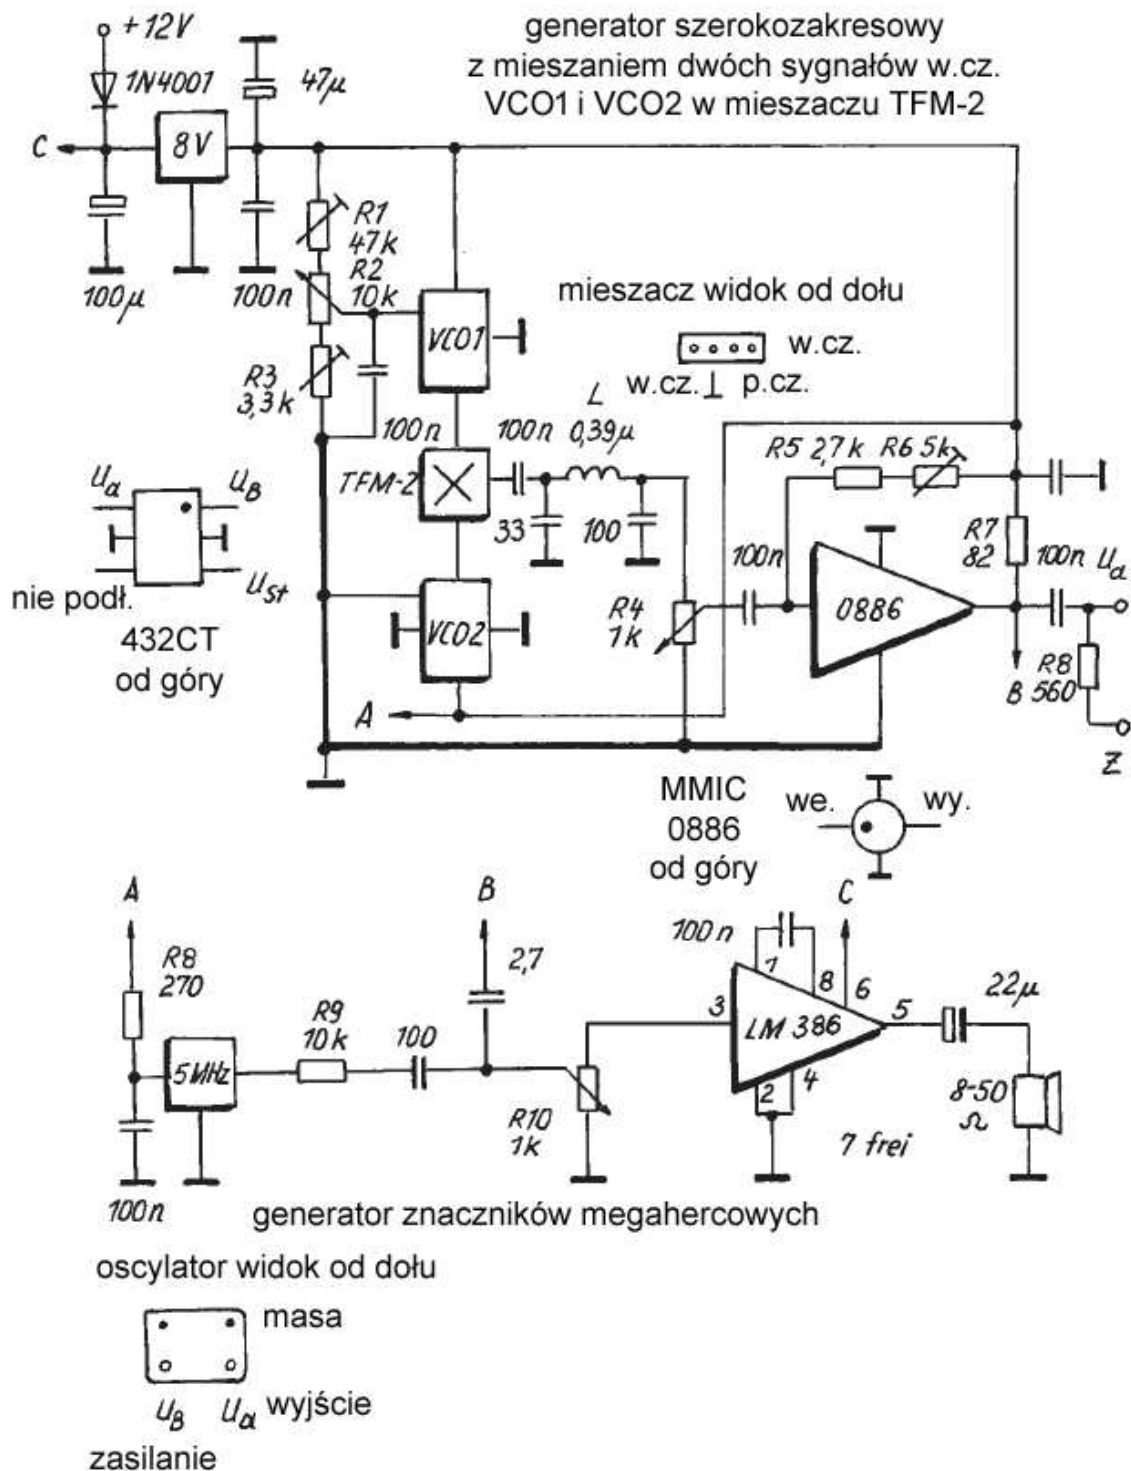 generator szerokozakresowy
z mieszaniem dwóch sygnałów w.cz.
VCO1 i VCO2 w mieszaczu TFM-2
+12V
1N4001
47µ
C
8V
100µ
100n
R1
47k
R2
10k
R3
3,3k
100n
VCO1
mieszacz widok od dołu
w.cz.
w.cz. ⊥ p.cz.
TFM-2
100n
L
0,39µ
33
100
R4
1k
R5 2,7k
R6 5k
100n
0886
R7
82
100n
Ua
R8
560
B
Z
Ua
UB
Ust
nie podł.
432CT
od góry
VCO2
A
MMIC
0886
od góry
we.
wy.
A
R8
270
5MHz
100n
R9
10k
100
B
2,7
R10
1k
100n
C
1
8
6
3
LM 386
5
2
4
7 frei
22µ
8-50
Ω
generator znaczników megahercowych
oscylator widok od dołu
masa
UB
Ua wyjście
zasilanie